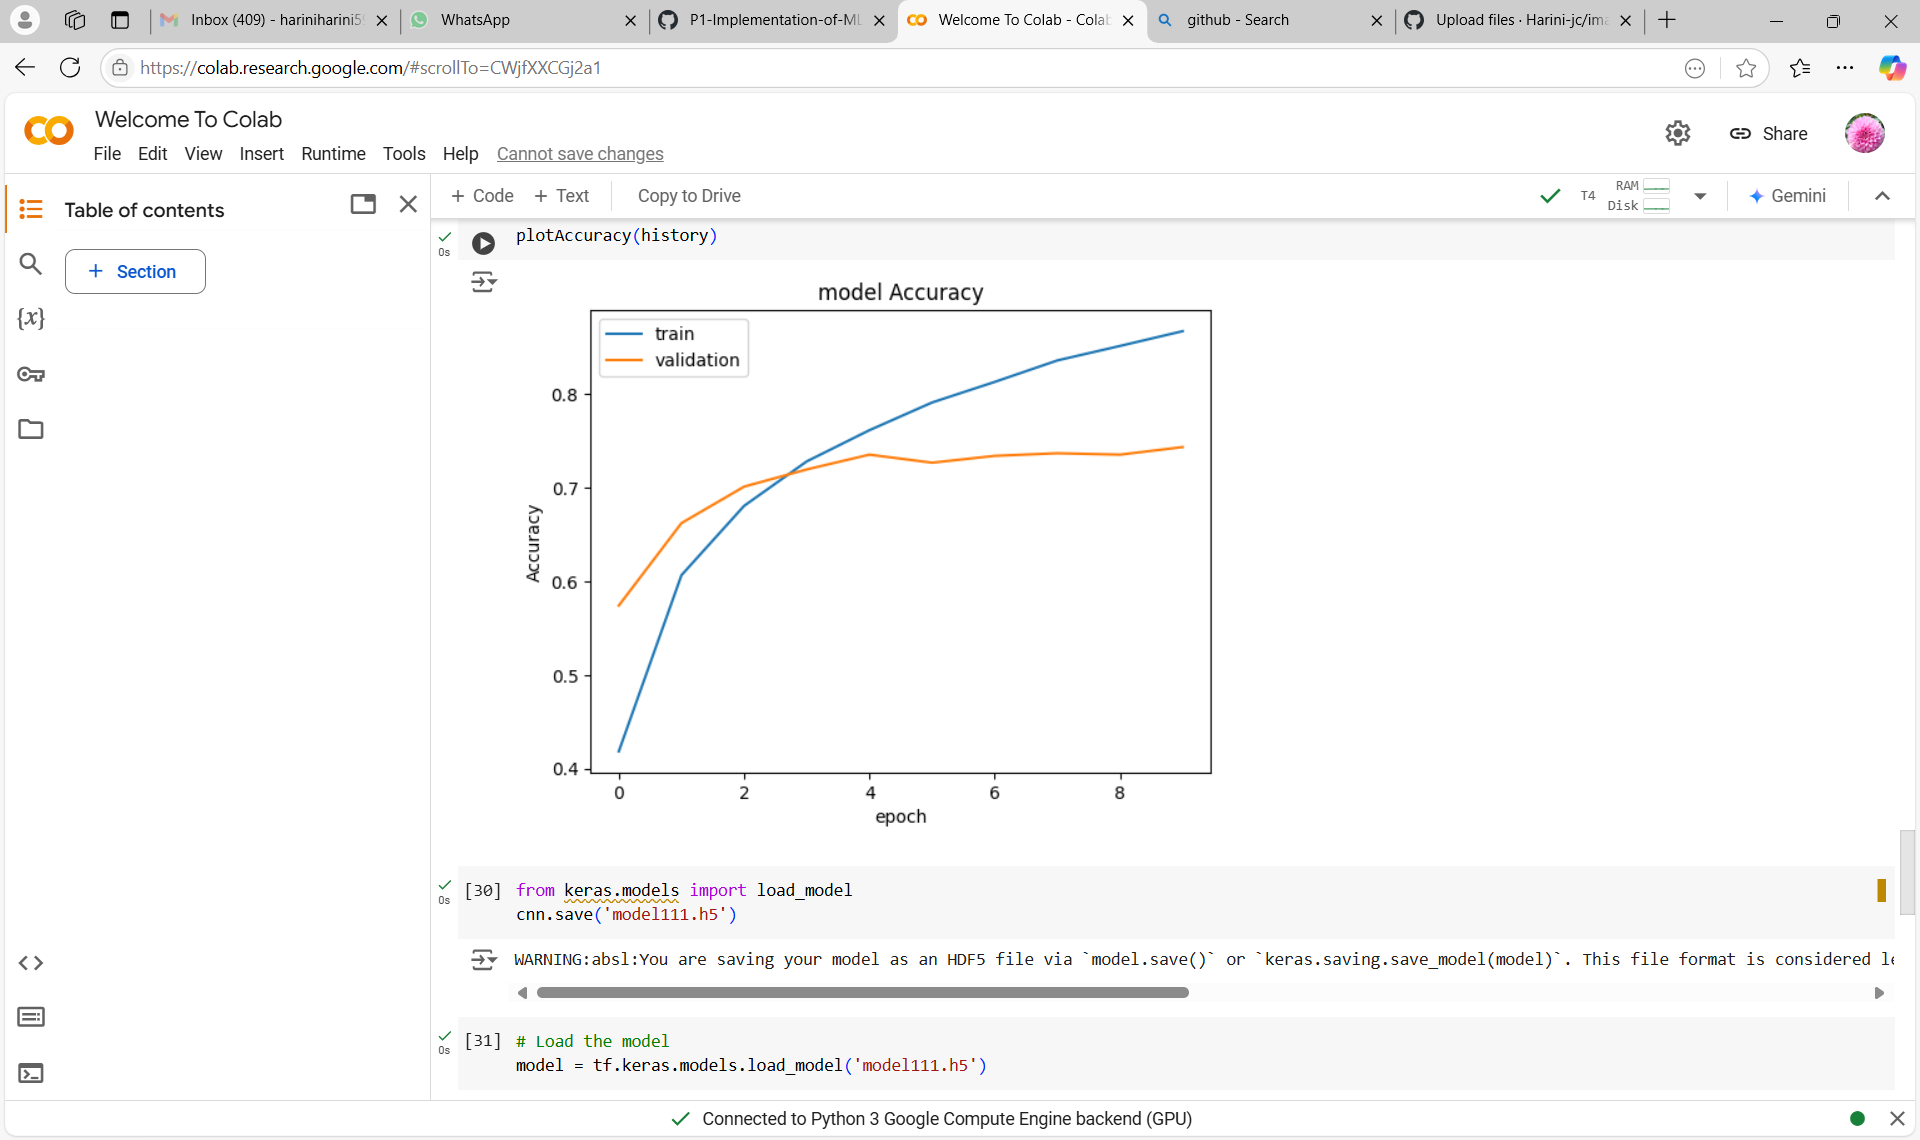 Inbox (409) - hariniharini59
WhatsApp
P1-Implementation-of-ML
Welcome To Colab - Colab
github - Search
Upload files · Harini-jc/ima
https://colab.research.google.com/#scrollTo=CWjfXXCGj2a1
Welcome To Colab
File Edit View Insert Runtime Tools Help Cannot save changes
Share
Table of contents
+ Code + Text Copy to Drive
T4 RAM
Disk
Gemini
+ Section
{x}
0s
plotAccuracy(history)
model Accuracy
train
validation
0.8
0.7
0.6
0.5
0.4
Accuracy
0 2 4 6 8
epoch
0s
[30] from keras.models import load_model
cnn.save('model111.h5')
WARNING:absl:You are saving your model as an HDF5 file via `model.save()` or `keras.saving.save_model(model)`. This file format is considered le
0s
[31] # Load the model
model = tf.keras.models.load_model('model111.h5')
Connected to Python 3 Google Compute Engine backend (GPU)